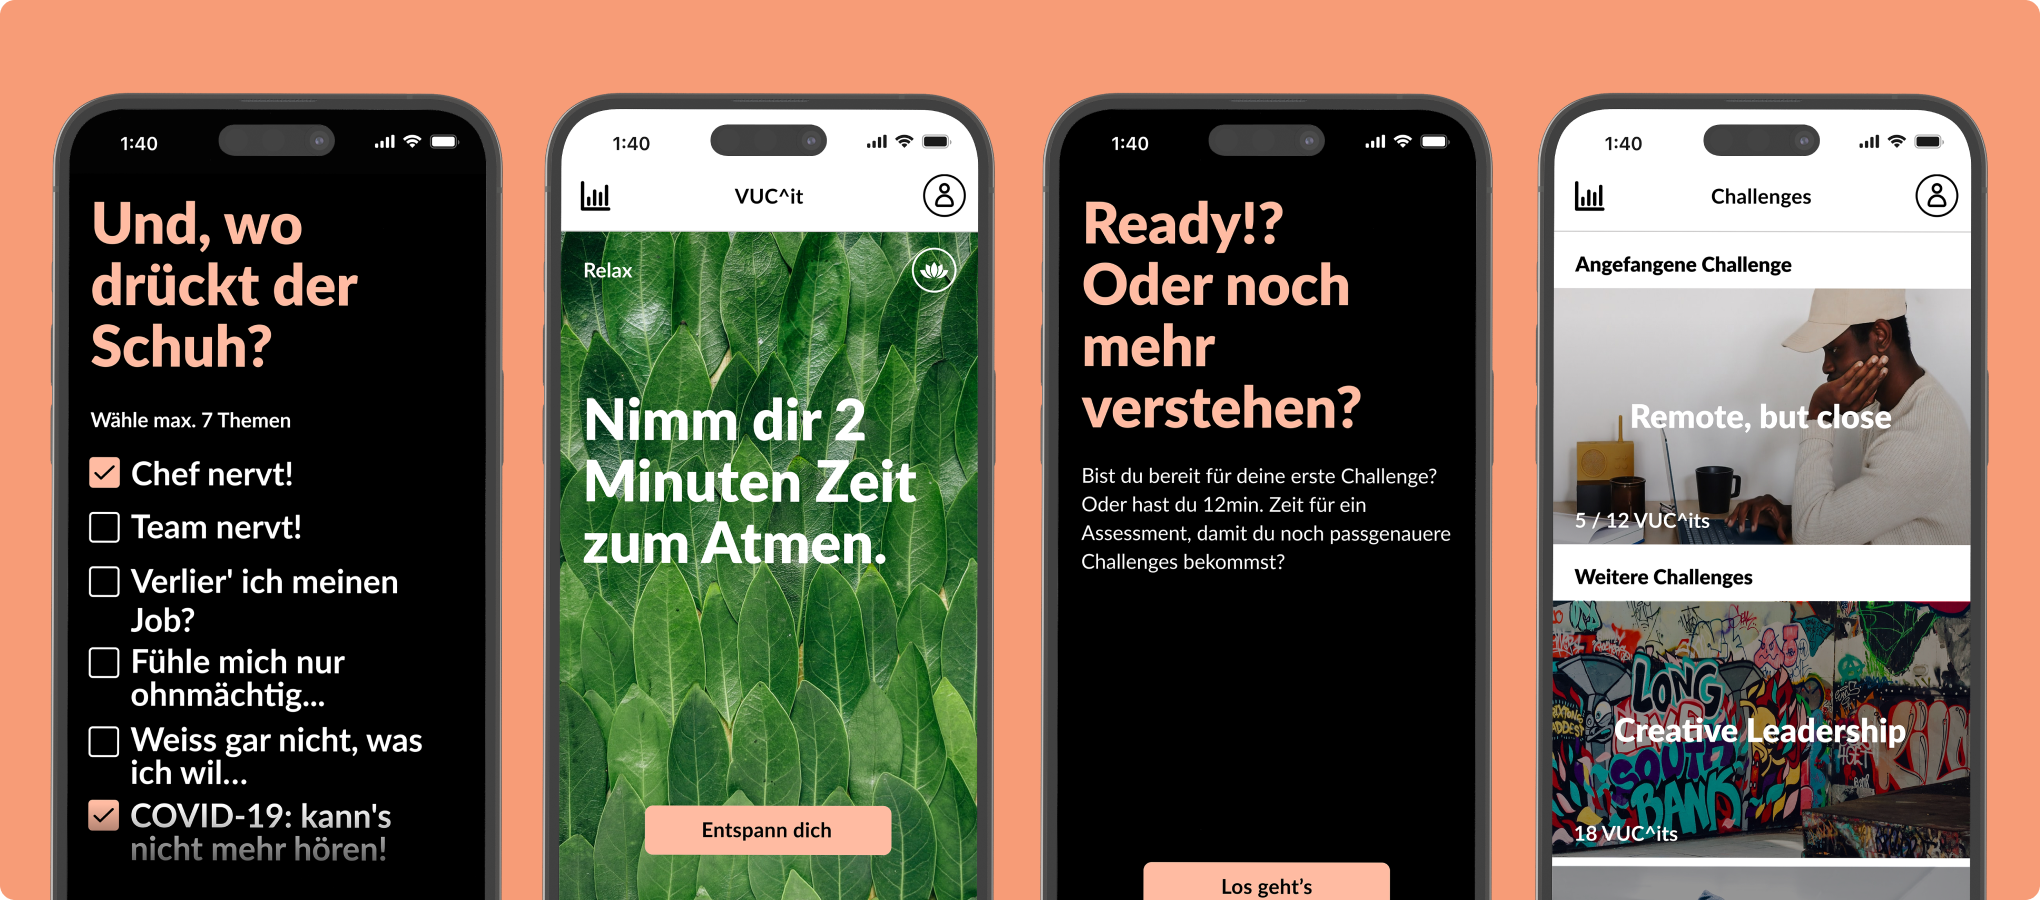 1:40
Und, wo
drückt der
Schuh?
Wähle max. 7 Themen
Chef nervt!
Team nervt!
Verlier' ich meinen
Job?
Fühle mich nur
ohnmächtig...
Weiss gar nicht, was
ich wil...
COVID-19: kann's
nicht mehr hören!
1:40
VUC^it
Relax
Nimm dir 2
Minuten Zeit
zum Atmen.
Entspann dich
1:40
Ready!?
Oder noch
mehr
verstehen?
Bist du bereit für deine erste Challenge?
Oder hast du 12min. Zeit für ein
Assessment, damit du noch passgenauere
Challenges bekommst?
Los geht's
1:40
Challenges
Angefangene Challenge
Remote, but close
5 / 12 VUC^its
Weitere Challenges
LONG
Creative Leadership
SOUTH
BANK
18 VUC^its